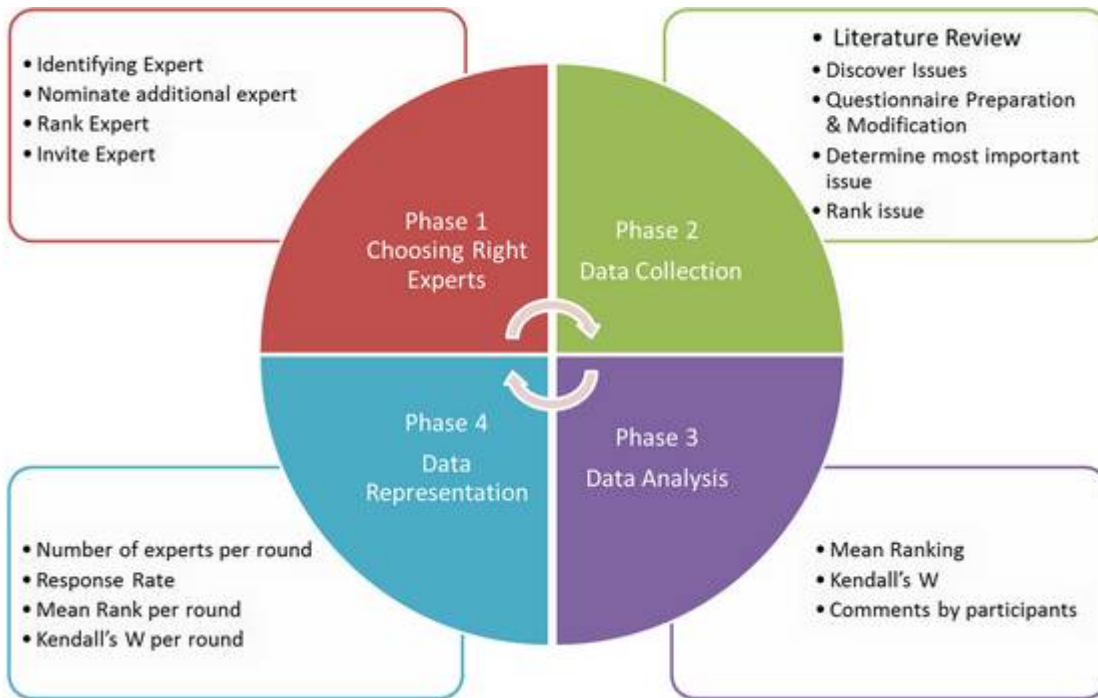 • Identifying Expert
• Nominate additional expert
• Rank Expert
• Invite Expert
Phase 1
Choosing Right
Experts
• Literature Review
• Discover Issues
• Questionnaire Preparation
& Modification
• Determine most important
issue
• Rank issue
Phase 2
Data Collection
Phase 4
Data
Representation
• Number of experts per round
• Response Rate
• Mean Rank per round
• Kendall's W per round
Phase 3
Data Analysis
• Mean Ranking
• Kendall's W
• Comments by participants